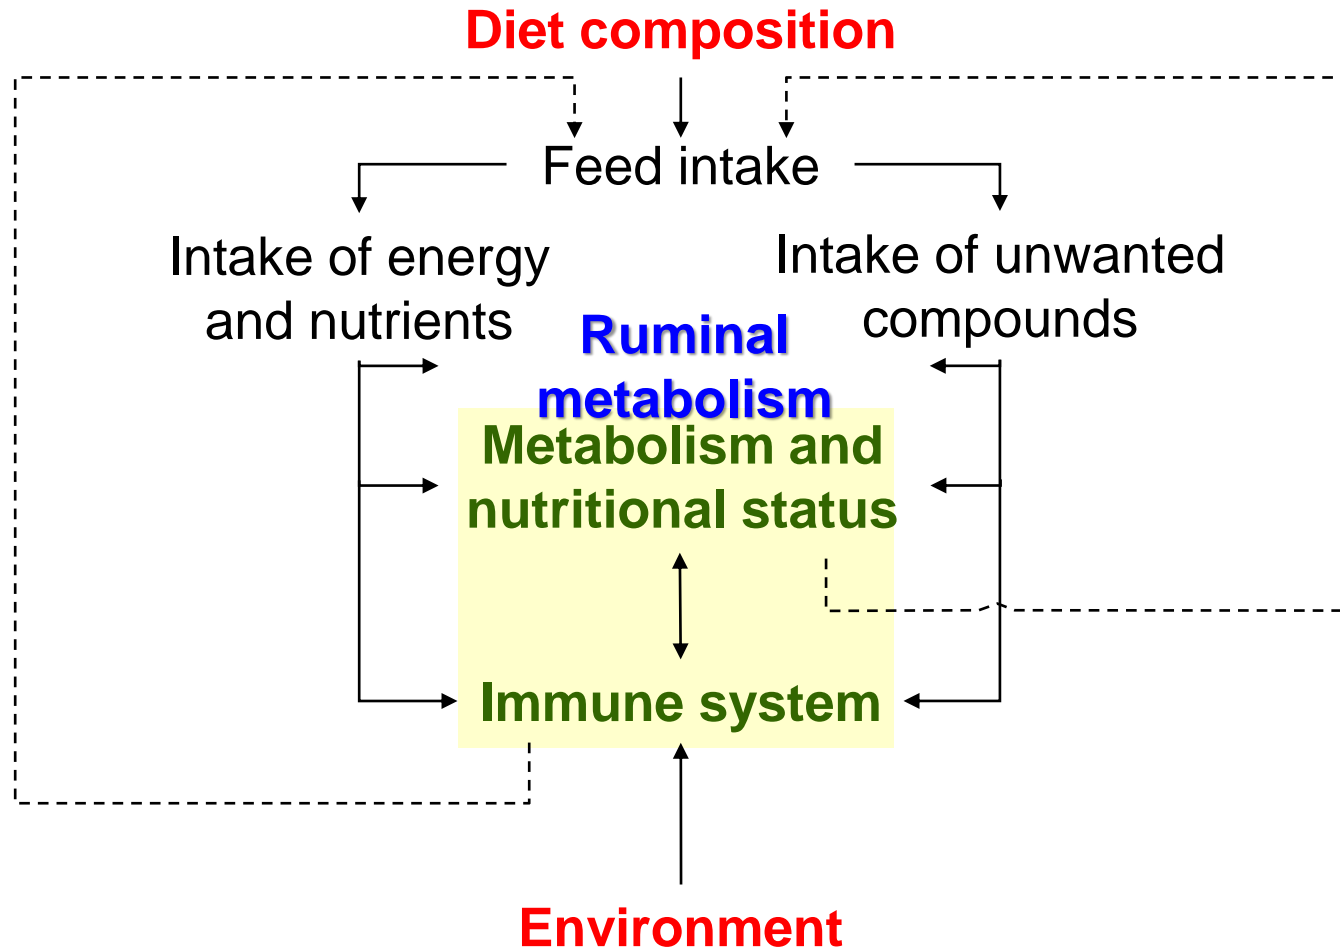 Diet composition
Feed intake
Intake of energy
and nutrients
Intake of unwanted
compounds
Ruminal
metabolism
Metabolism and
nutritional status
Immune system
Environment